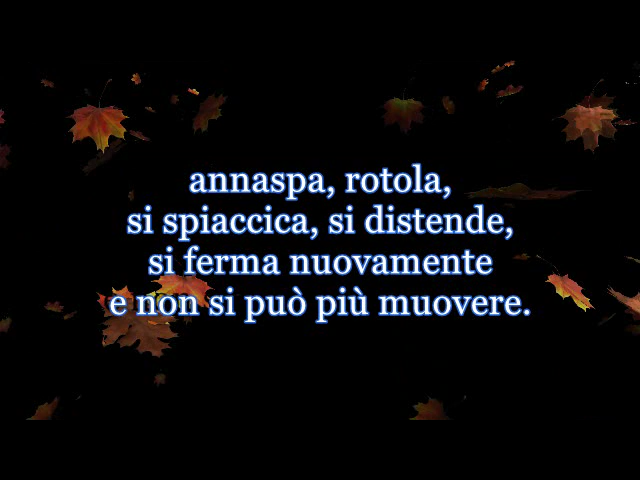 annaspa, rotola,
si spiaccica, si distende,
si ferma nuovamente
e non si può più muovere.